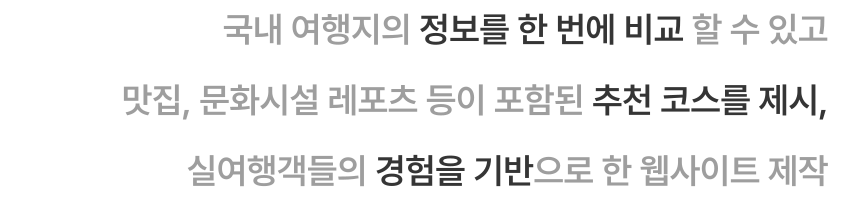 국내 여행지의 정보를 한 번에 비교 할 수 있고
맛집, 문화시설 레포츠 등이 포함된 추천 코스를 제시,
실여행객들의 경험을 기반으로 한 웹사이트 제작